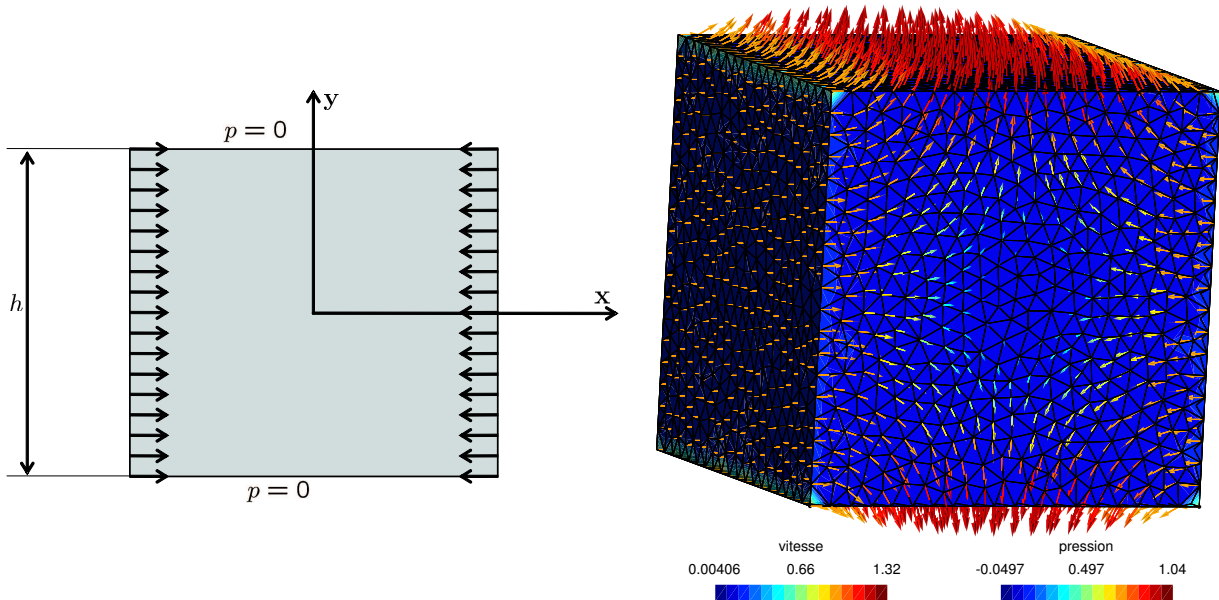 y
p = 0
h
x
p = 0
vitesse
0.00406 0.66 1.32
pression
-0.0497 0.497 1.04